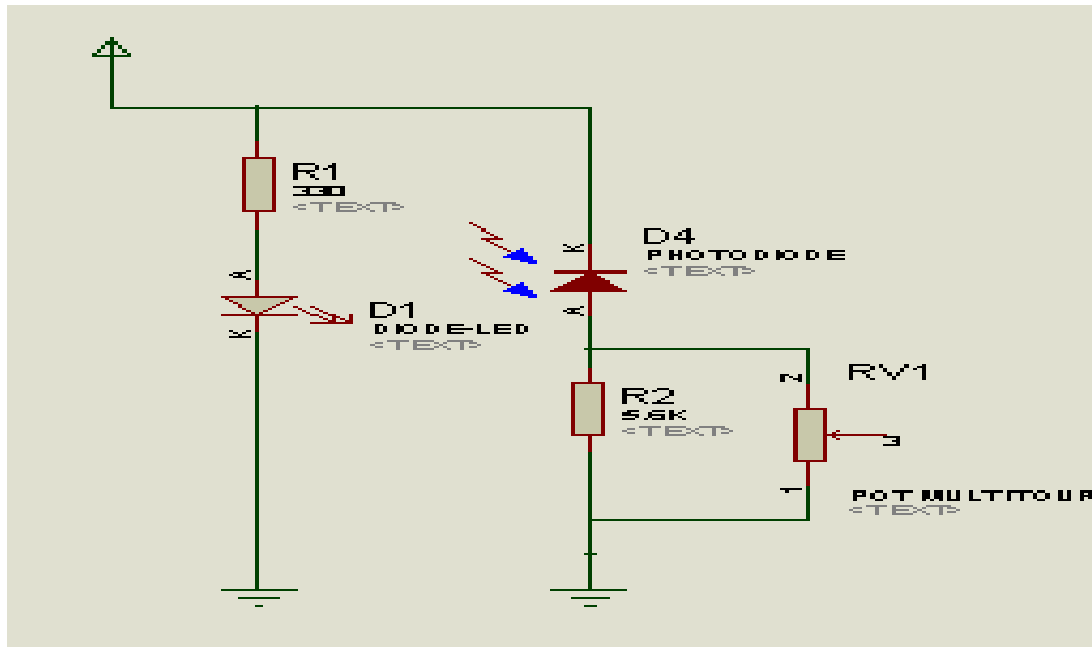 R1
330
<TEXT>
A
K
D1
DIODE-LED
<TEXT>
K
A
D4
PHOTODIODE
<TEXT>
R2
5.6K
<TEXT>
2
RV1
3
1
POT MULTITOUR
<TEXT>